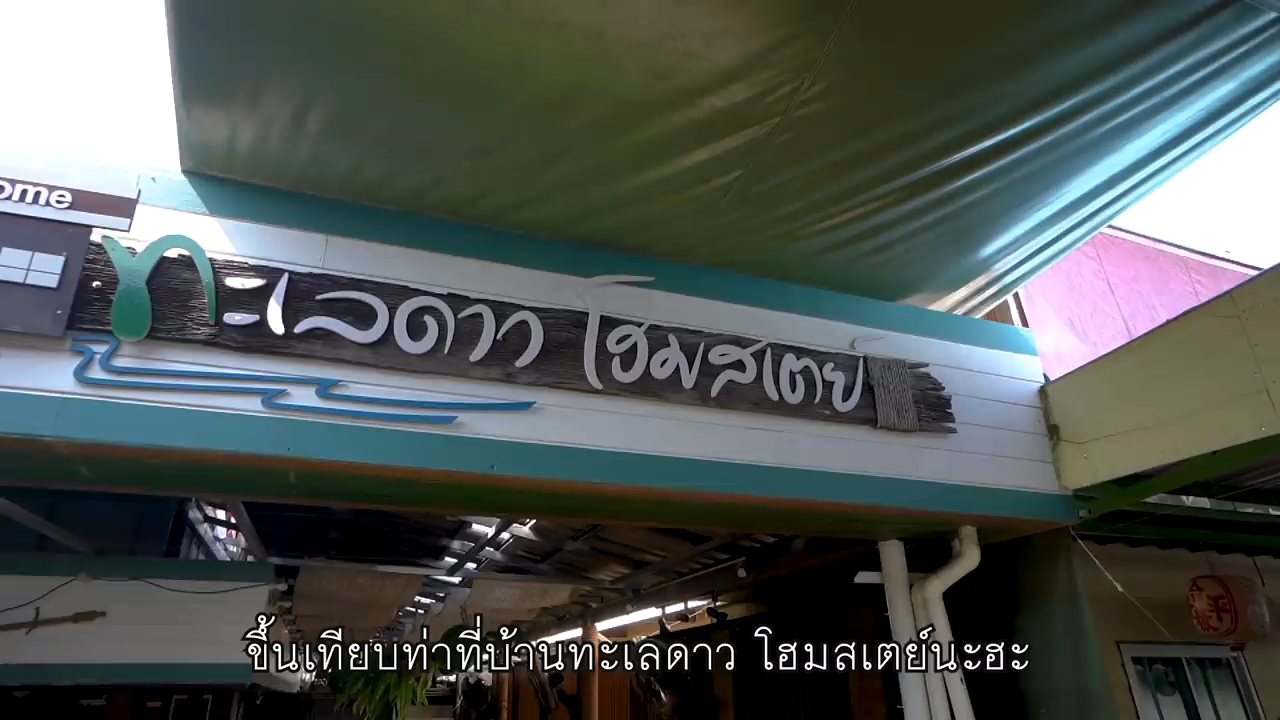 ome
ทะเลดาว โฮมสเตย์
ขึ้นเทียบท่าที่บ้านทะเลดาว โฮมสเตย์นะฮะ